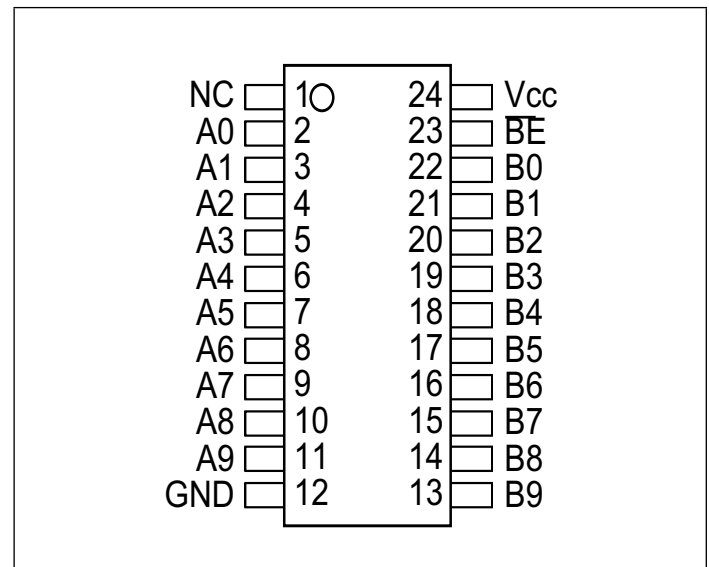 NC 1 24 Vcc
A0 2 23 B̅E̅
A1 3 22 B0
A2 4 21 B1
A3 5 20 B2
A4 6 19 B3
A5 7 18 B4
A6 8 17 B5
A7 9 16 B6
A8 10 15 B7
A9 11 14 B8
GND 12 13 B9